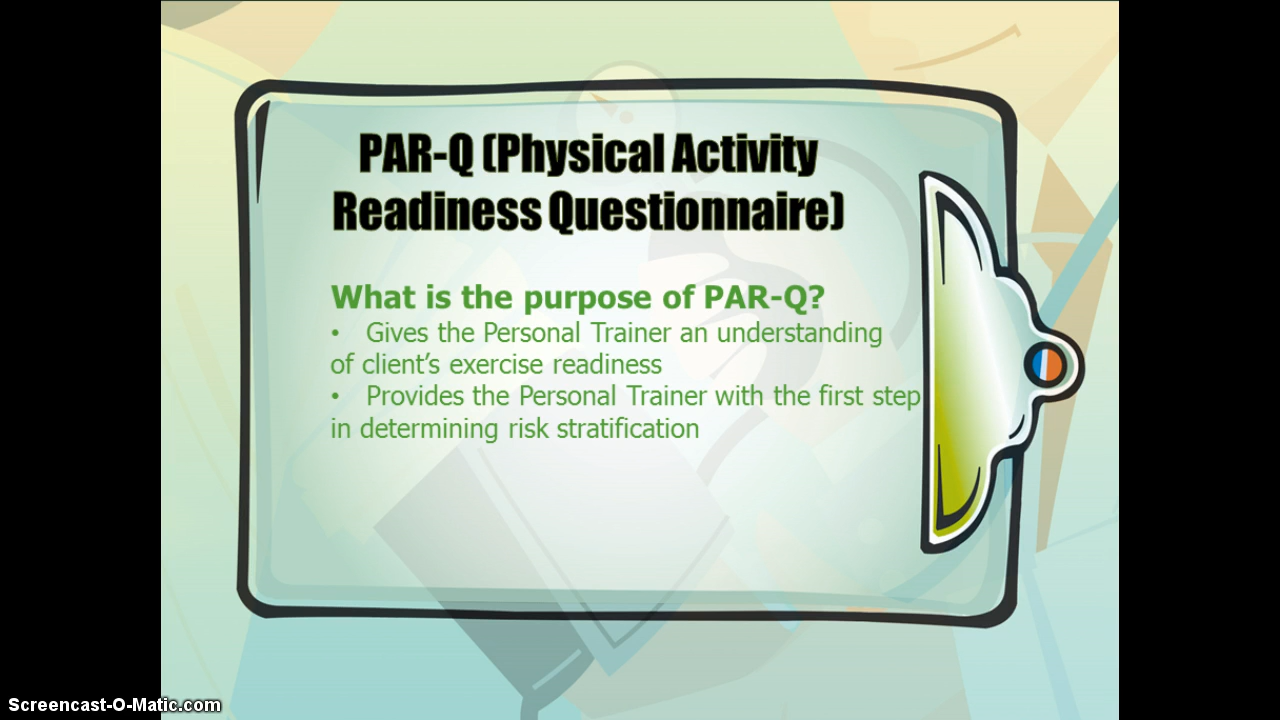 PAR-Q (Physical Activity
Readiness Questionnaire)
What is the purpose of PAR-Q?
• Gives the Personal Trainer an understanding
of client’s exercise readiness
• Provides the Personal Trainer with the first step
in determining risk stratification
Screencast-O-Matic.com